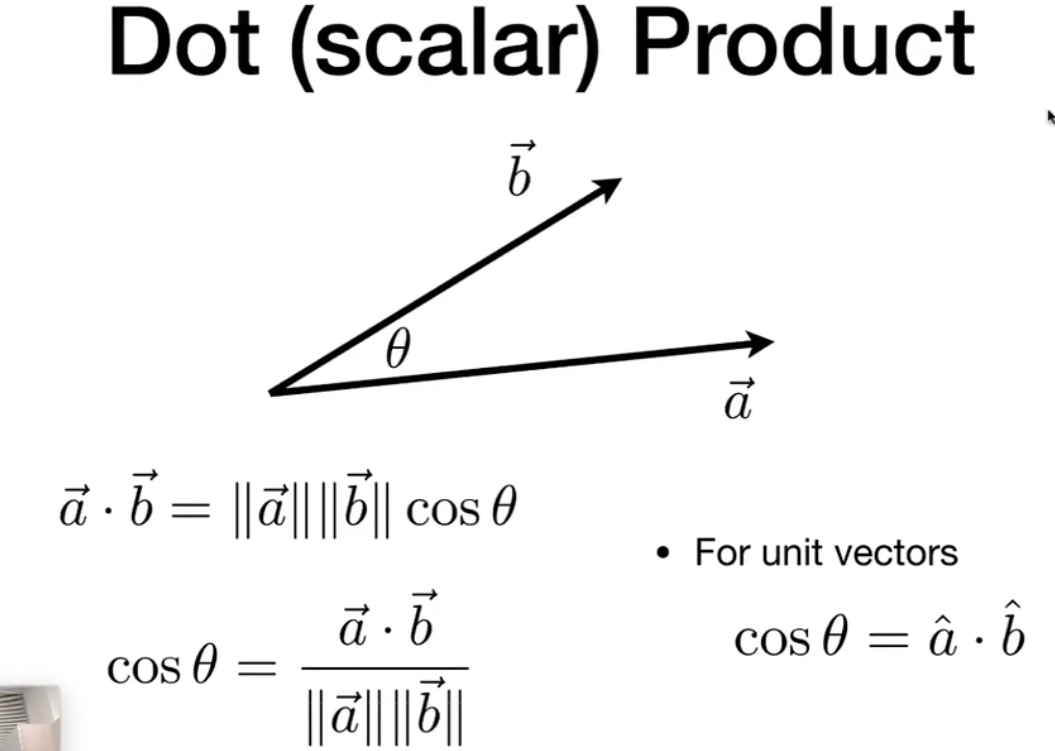 Dot (scalar) Product
$\vec{b}$
$\theta$
$\vec{a}$
$\vec{a} \cdot \vec{b} = \|\vec{a}\| \|\vec{b}\| \cos\theta$
• For unit vectors
$\cos\theta = \frac{\vec{a} \cdot \vec{b}}{\|\vec{a}\| \|\vec{b}\|}$
$\cos\theta = \hat{a} \cdot \hat{b}$